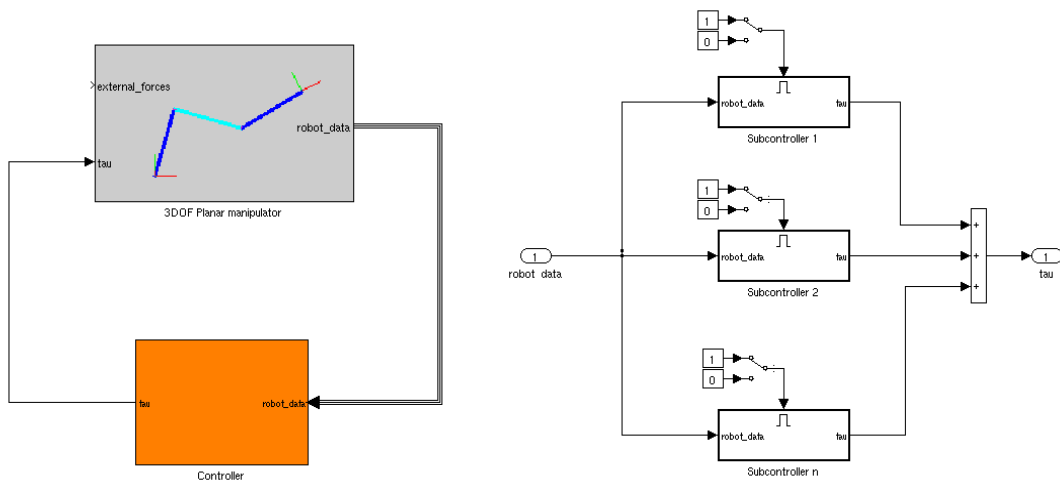 external_forces
robot_data
tau
3DOF Planar manipulator
tau
robot_data
Controller
1
0
robot_data
tau
Subcontroller 1
1
0
robot_data
tau
Subcontroller 2
1
robot data
+
+
+
1
tau
1
0
robot_data
tau
Subcontroller n